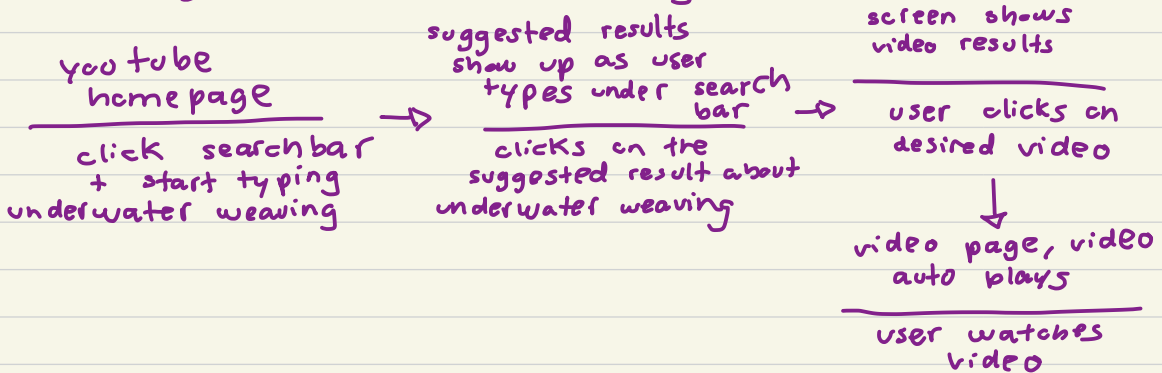 youtube
homepage
click searchbar
+ start typing
underwater weaving
suggested results
show up as user
types under search
bar
clicks on the
suggested result about
underwater weaving
screen shows
video results
user clicks on
desired video
video page, video
auto plays
user watches
video